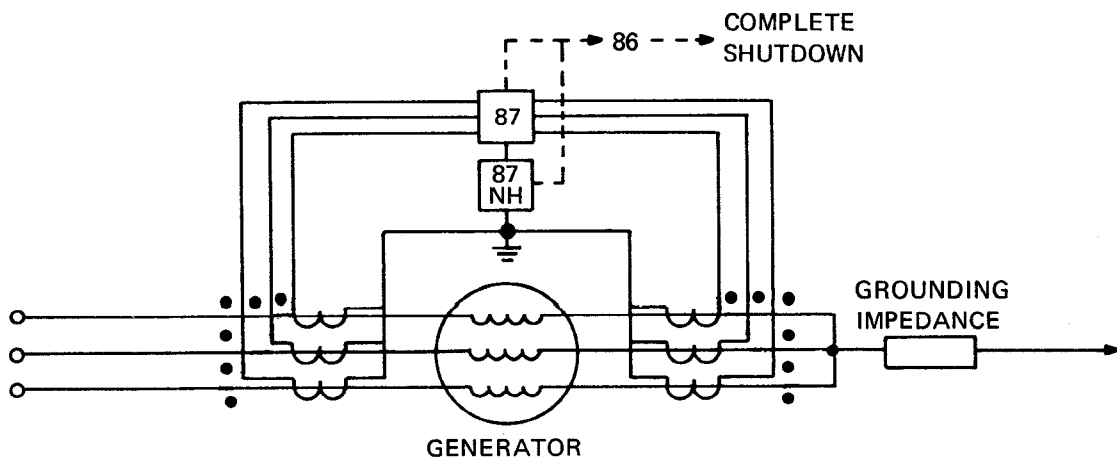 COMPLETE
86
SHUTDOWN
87
87
NH
GROUNDING
IMPEDANCE
GENERATOR